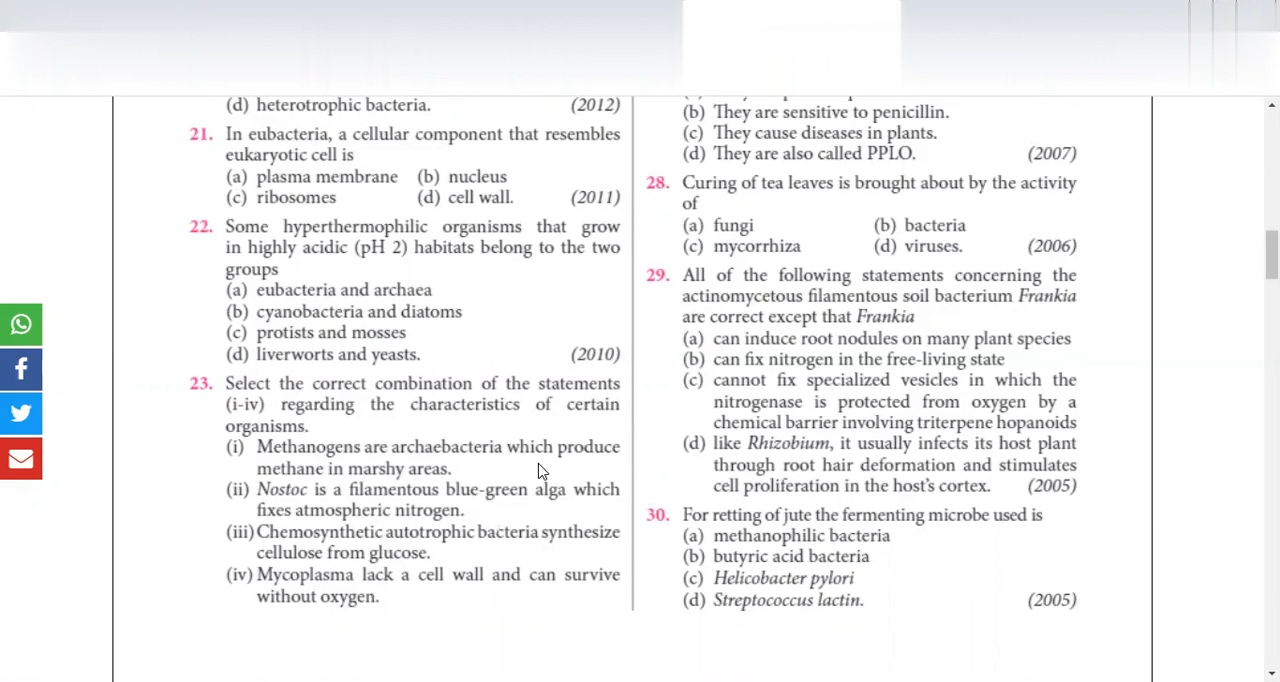 (d) heterotrophic bacteria. (2012)
21. In eubacteria, a cellular component that resembles
eukaryotic cell is
(a) plasma membrane (b) nucleus
(c) ribosomes (d) cell wall. (2011)
22. Some hyperthermophilic organisms that grow
in highly acidic (pH 2) habitats belong to the two
groups
(a) eubacteria and archaea
(b) cyanobacteria and diatoms
(c) protists and mosses
(d) liverworts and yeasts. (2010)
23. Select the correct combination of the statements
(i-iv) regarding the characteristics of certain
organisms.
(i) Methanogens are archaebacteria which produce
methane in marshy areas.
(ii) Nostoc is a filamentous blue-green alga which
fixes atmospheric nitrogen.
(iii) Chemosynthetic autotrophic bacteria synthesize
cellulose from glucose.
(iv) Mycoplasma lack a cell wall and can survive
without oxygen.
(b) They are sensitive to penicillin.
(c) They cause diseases in plants.
(d) They are also called PPLO. (2007)
28. Curing of tea leaves is brought about by the activity
of
(a) fungi (b) bacteria
(c) mycorrhiza (d) viruses. (2006)
29. All of the following statements concerning the
actinomycetous filamentous soil bacterium Frankia
are correct except that Frankia
(a) can induce root nodules on many plant species
(b) can fix nitrogen in the free-living state
(c) cannot fix specialized vesicles in which the
nitrogenase is protected from oxygen by a
chemical barrier involving triterpene hopanoids
(d) like Rhizobium, it usually infects its host plant
through root hair deformation and stimulates
cell proliferation in the host's cortex. (2005)
30. For retting of jute the fermenting microbe used is
(a) methanophilic bacteria
(b) butyric acid bacteria
(c) Helicobacter pylori
(d) Streptococcus lactin. (2005)